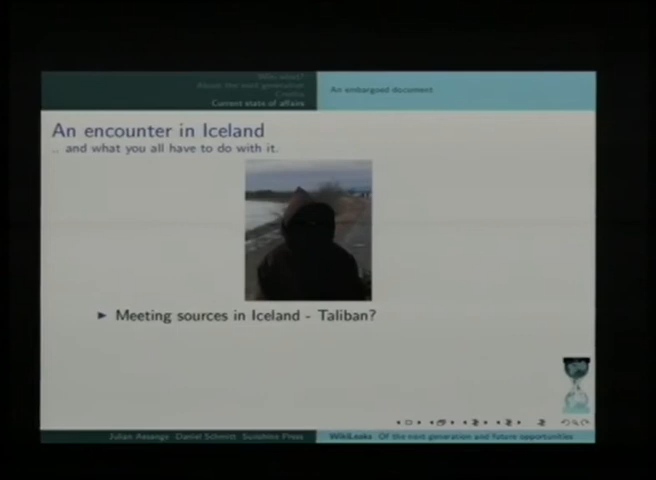 Wiki what?
About the next generation
Credits
Current state of affairs
An embargoed document
An encounter in Iceland
.. and what you all have to do with it.
Meeting sources in Iceland - Taliban?
Julian Assange Daniel Schmitt Sunshine Press
WikiLeaks Of the next generation and future opportunities